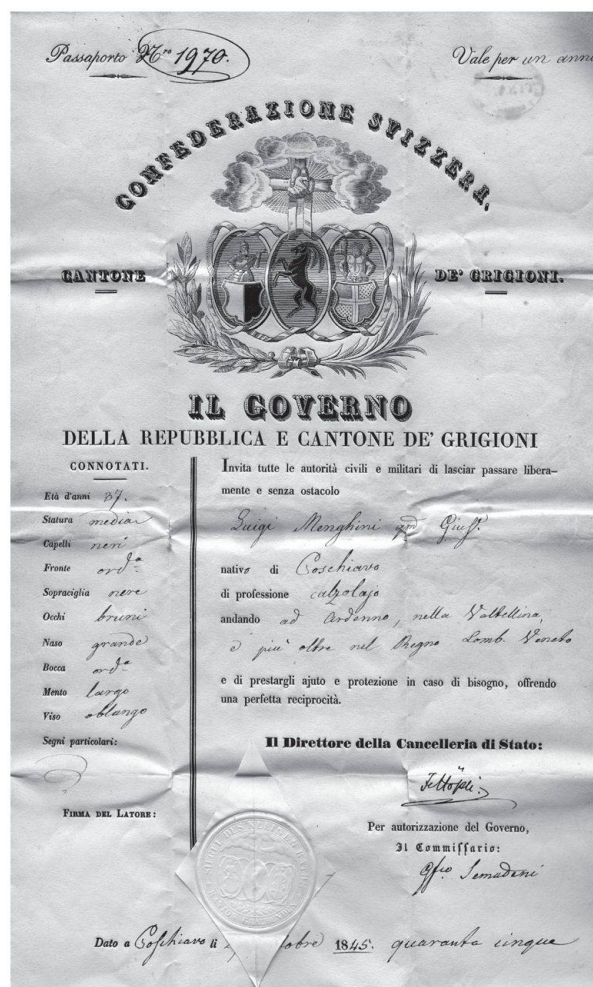 Passaporto Nro 1970.
Vale per un anno
CONFEDERAZIONE SVIZZERA.
CANTONE DE' GRIGIONI.
IL GOVERNO
DELLA REPUBBLICA E CANTONE DE' GRIGIONI
CONNOTATI.
Età d'anni 37.
Statura media
Capelli neri
Fronte ord.a
Sopraciglia nere
Occhi bruni
Naso grande
Bocca ord.a
Mento largo
Viso oblungo
Segni particolari:
FIRMA DEL LATORE:
Invita tutte le autorità civili e militari di lasciar passare libera-
mente e senza ostacolo
Luigi Menghini qm Gius.
nativo di Poschiavo
di professione calzolajo
andando ad Ardenno, nella Valtellina,
e più oltre nel Regno Lomb. Veneto
e di prestargli ajuto e protezione in caso di bisogno, offrendo
una perfetta reciprocità.
Il Direttore della Cancelleria di Stato:
Per autorizzazione del Governo,
Il Commissario:
Semadeni
Dato a Poschiavo li obre 1845. quaranta cinque